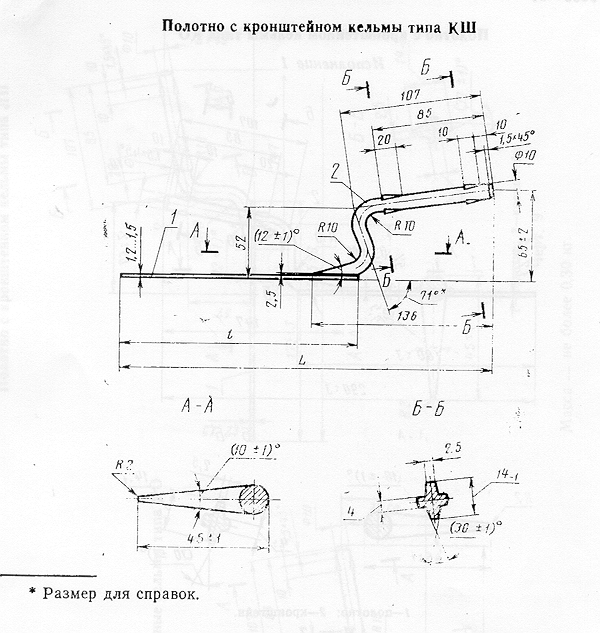 Полотно с кронштейном кельмы типа КШ
Б
Б
107
85
20
10
10
1,5×45°
Ф10
2
R10
R10
65±2
1
А
А
(12 ±1)°
52
1,2...1,5
2,5
Б
Б
71°*
136
l
L
А-А
Б-Б
(10 ±1)°
45±1
2.5
14-1
4
(30 ±1)°
* Размер для справок.